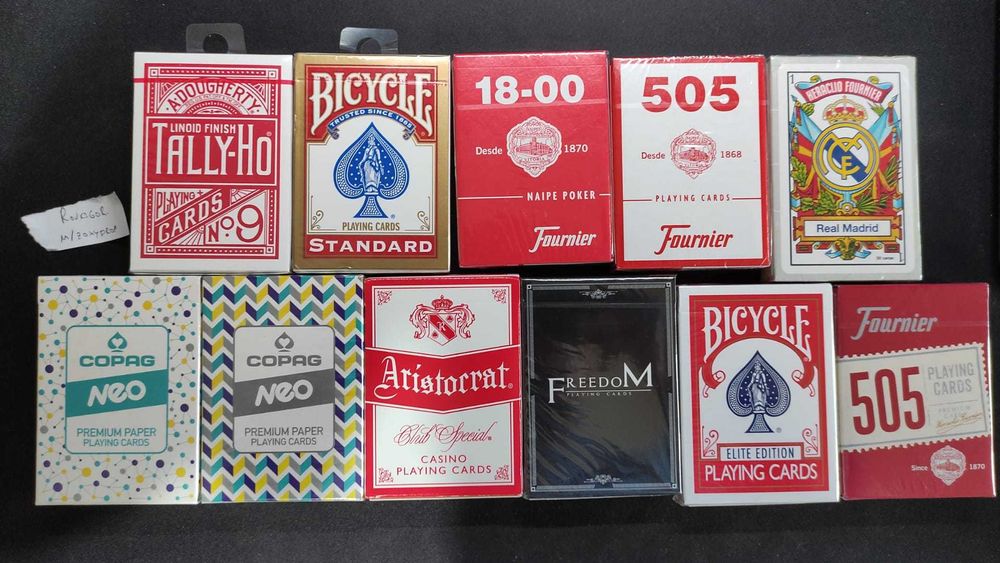 A.DOUGHERTY
LINOID FINISH
TALLY-HO
PLAYING
CARDS
No. 9
BICYCLE
TRUSTED SINCE 1885
PLAYING CARDS
STANDARD
18-00
Desde 1870
VITORIA
NAIPE POKER
Fournier
505
Desde 1868
PLAYING CARDS
Fournier
1
HERACLIO FOURNIER
Real Madrid
COPAG
NEO
PREMIUM PAPER
PLAYING CARDS
COPAG
NEO
PREMIUM PAPER
PLAYING CARDS
Aristocrat®
Club Special®
CASINO
PLAYING CARDS
FREEDOM
PLAYING CARDS
BICYCLE
ELITE EDITION
PLAYING CARDS
Fournier
505
PLAYING
CARDS
Since 1870